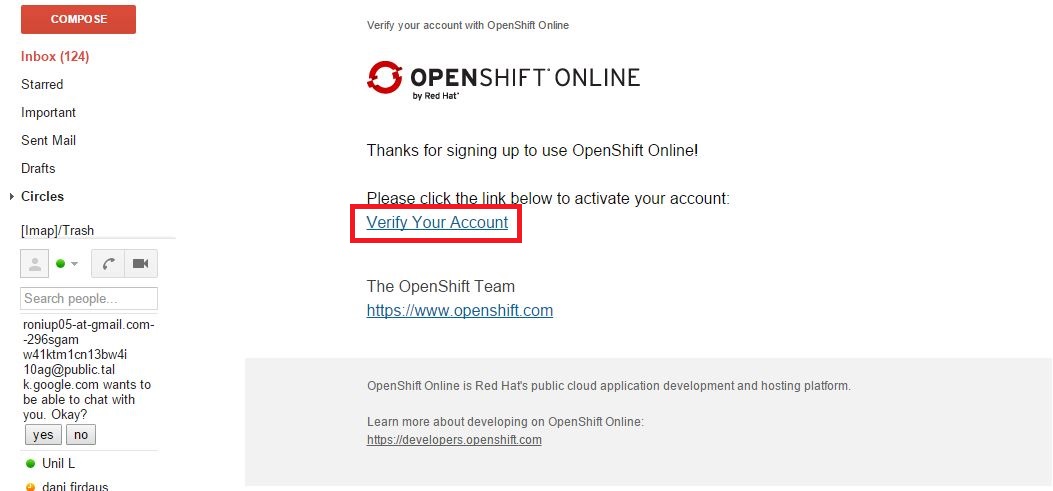 COMPOSE
Inbox (124)
Starred
Important
Sent Mail
Drafts
Circles
[Imap]/Trash
Search people...
roniup05-at-gmail.com-
-296sgam
w41ktm1cn13bw4i
10ag@public.tal
k.google.com wants to
be able to chat with
you. Okay?
yes no
Unil L
dani firdaus
Verify your account with OpenShift Online
OPENSHIFT ONLINE
by Red Hat
Thanks for signing up to use OpenShift Online!
Please click the link below to activate your account:
Verify Your Account
The OpenShift Team
https://www.openshift.com
OpenShift Online is Red Hat's public cloud application development and hosting platform.
Learn more about developing on OpenShift Online:
https://developers.openshift.com